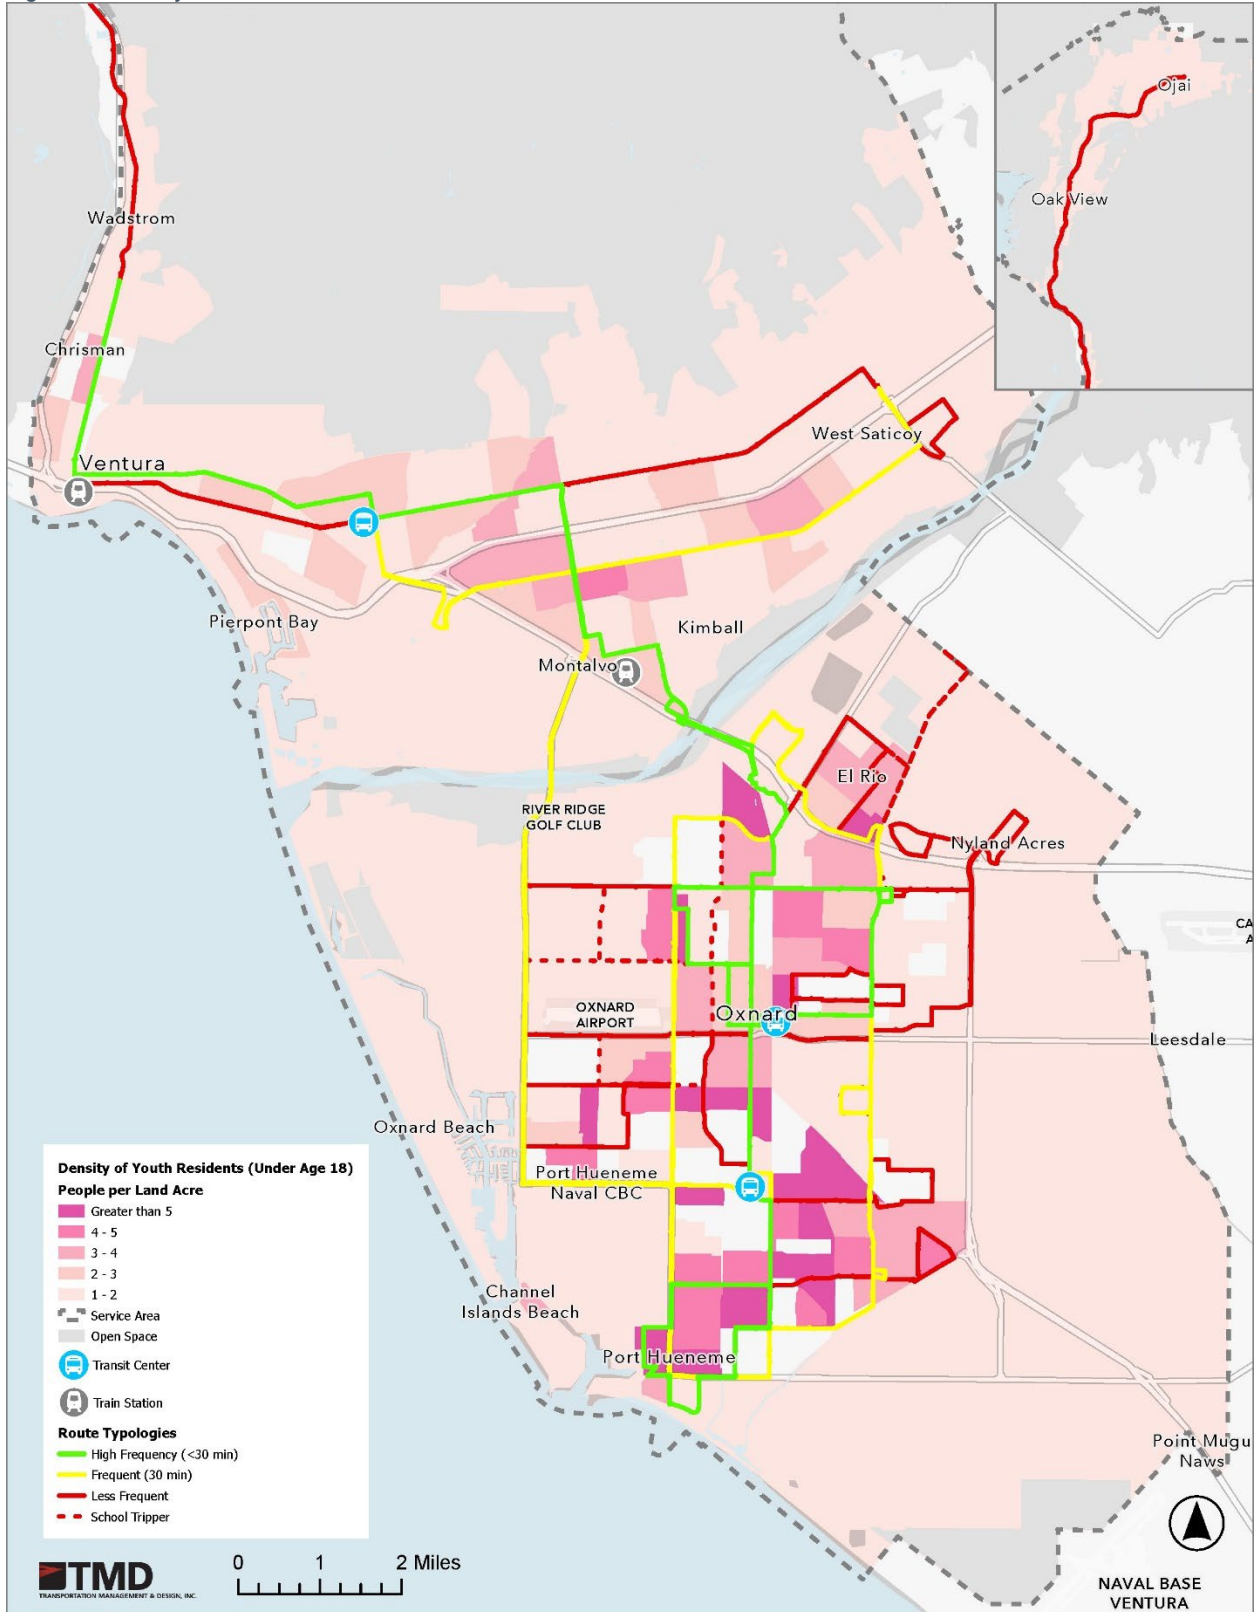 Ojai
Oak View
Wadstrom
Chrisman
Ventura
West Saticoy
Pierpont Bay
Kimball
Montalvo
El Rio
RIVER RIDGE
GOLF CLUB
Nyland Acres
CA
A
OXNARD
AIRPORT
Oxnard
Leesdale
Oxnard Beach
Port Hueneme
Naval CBC
Channel
Islands Beach
Port Hueneme
Point Mugu
Naws
NAVAL BASE
VENTURA
Density of Youth Residents (Under Age 18)
People per Land Acre
Greater than 5
4 - 5
3 - 4
2 - 3
1 - 2
Service Area
Open Space
Transit Center
Train Station
Route Typologies
High Frequency (<30 min)
Frequent (30 min)
Less Frequent
School Tripper
TMD
TRANSPORTATION MANAGEMENT & DESIGN, INC.
0 1 2 Miles